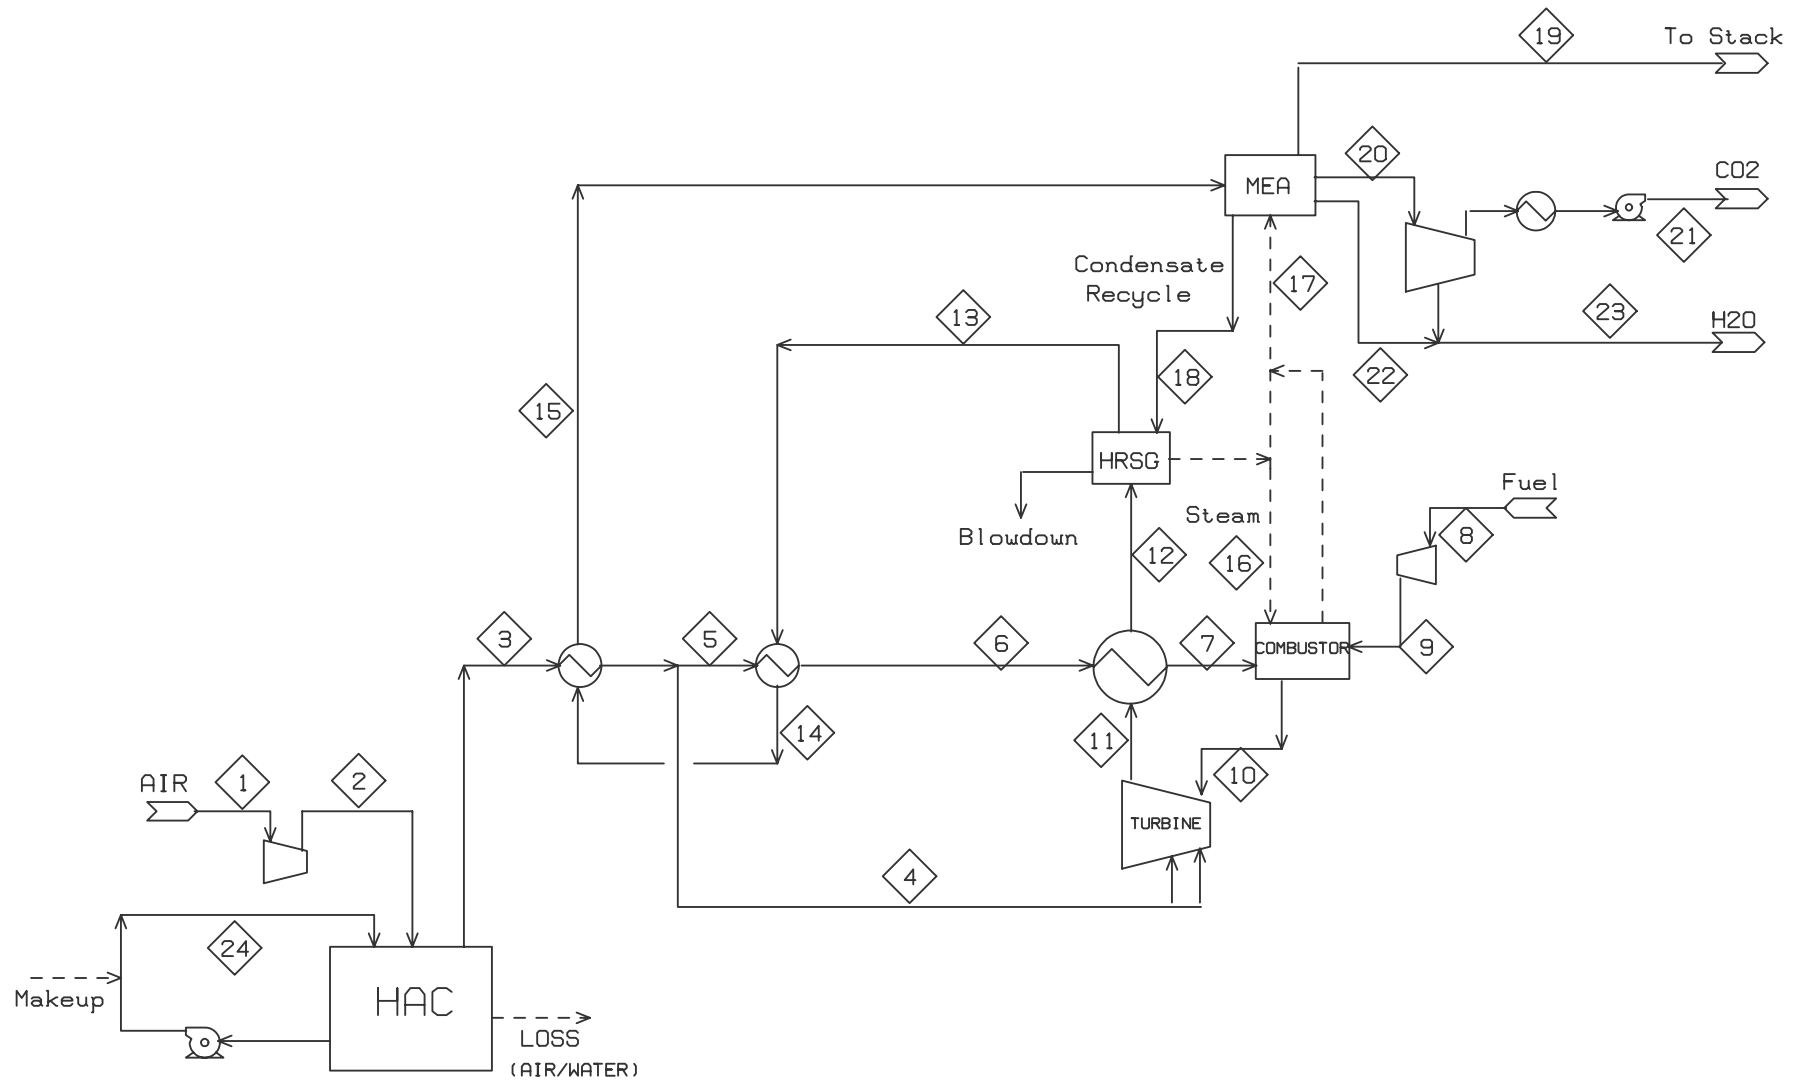 19
To Stack
20
CO2
MEA
21
Condensate
Recycle
17
13
23
H2O
18
22
15
HRSG
Fuel
Steam
8
Blowdown
12
16
3
5
6
7
COMBUSTOR
9
14
11
10
AIR
1
2
TURBINE
4
24
Makeup
HAC
LOSS
(AIR/WATER)